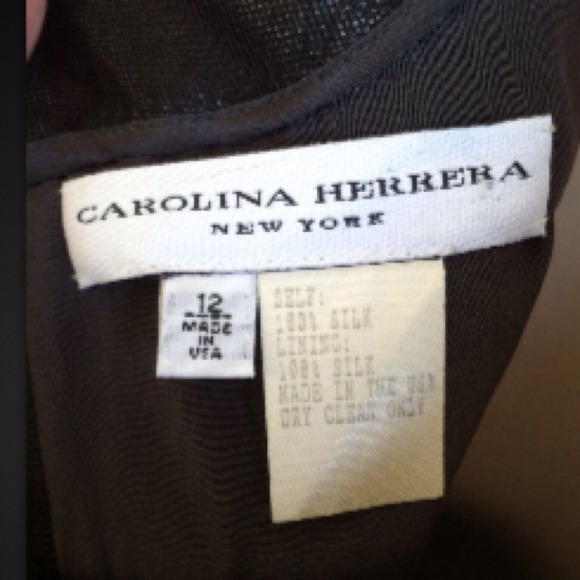 CAROLINA HERRERA
NEW YORK
12
MADE
IN
USA
SELF:
100% SILK
LINING:
100% SILK
MADE IN THE USA
DRY CLEAN ONLY